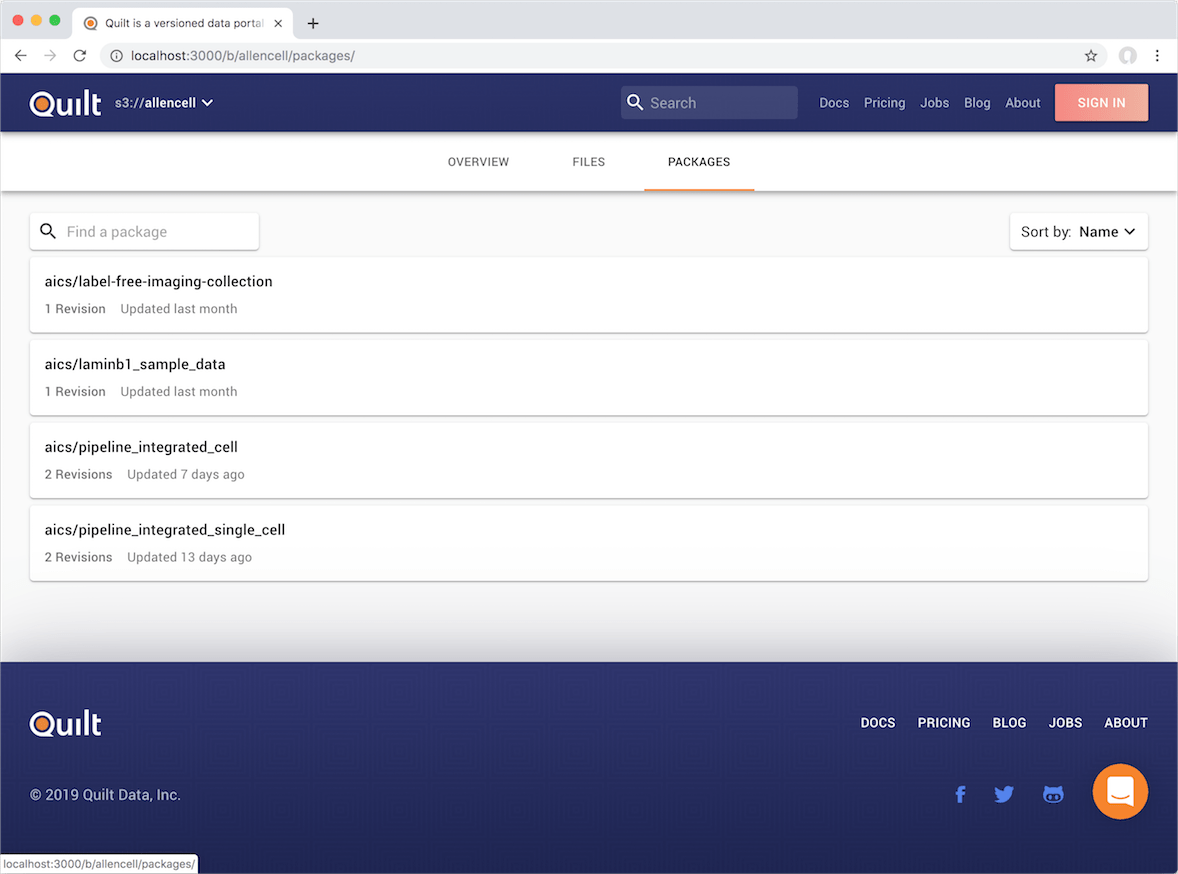 Quilt is a versioned data portal
localhost:3000/b/allencell/packages/
Quilt s3://allencell Search Docs Pricing Jobs Blog About SIGN IN
OVERVIEW FILES PACKAGES
Find a package Sort by: Name
aics/label-free-imaging-collection
1 Revision Updated last month
aics/laminb1_sample_data
1 Revision Updated last month
aics/pipeline_integrated_cell
2 Revisions Updated 7 days ago
aics/pipeline_integrated_single_cell
2 Revisions Updated 13 days ago
Quilt DOCS PRICING BLOG JOBS ABOUT
© 2019 Quilt Data, Inc.
localhost:3000/b/allencell/packages/